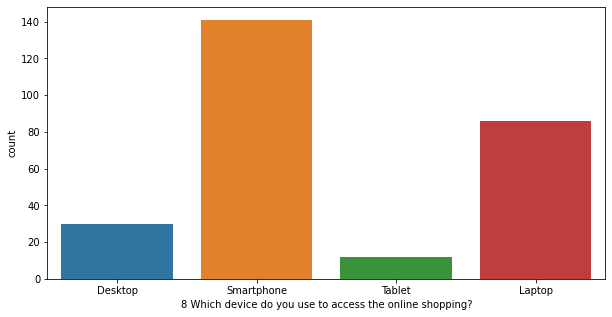 140
120
100
80
60
40
20
0
count
Desktop Smartphone Tablet Laptop
8 Which device do you use to access the online shopping?